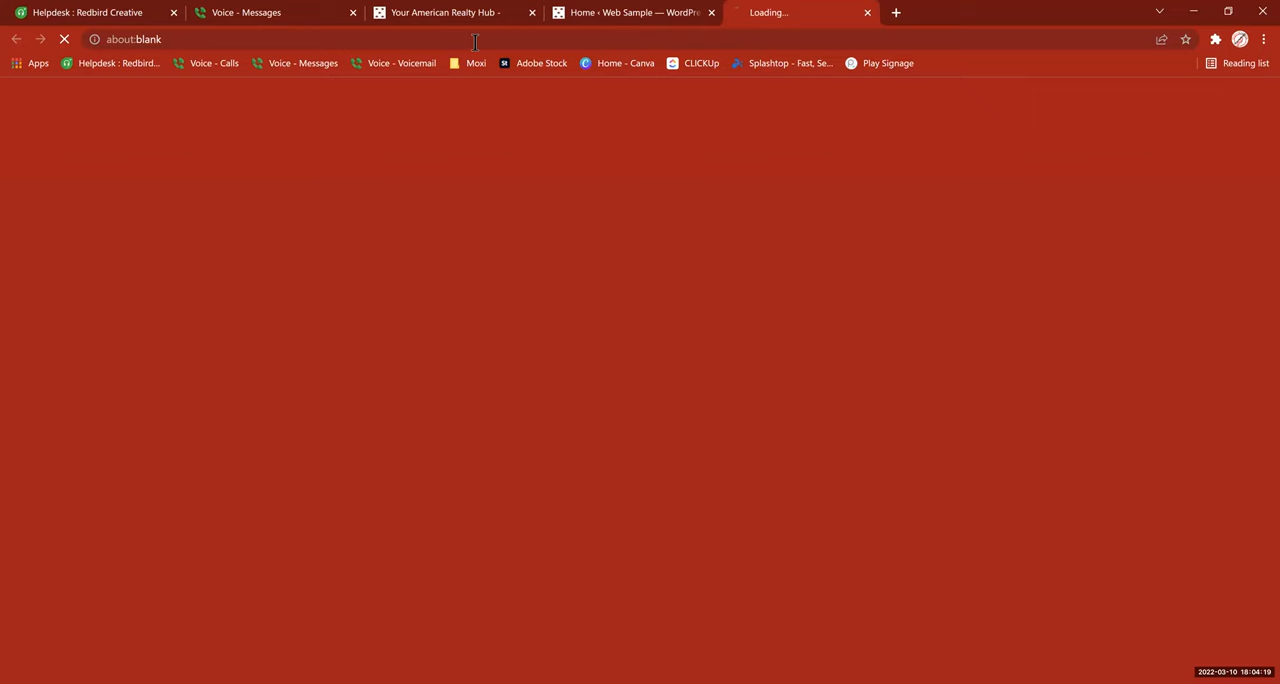 Helpdesk : Redbird Creative
Voice - Messages
Your American Realty Hub -
Home ‹ Web Sample — WordPre
Loading...
about:blank
Apps
Helpdesk : Redbird...
Voice - Calls
Voice - Messages
Voice - Voicemail
Moxi
St Adobe Stock
Home - Canva
CLICKUp
Splashtop - Fast, Se...
Play Signage
Reading list
2022-03-10 18:04:19